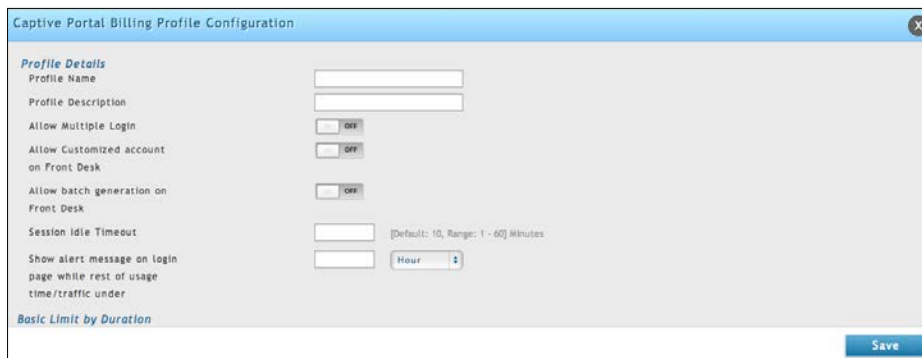 Captive Portal Billing Profile Configuration
X
Profile Details
Profile Name
Profile Description
Allow Multiple Login
OFF
Allow Customized account
on Front Desk
OFF
Allow batch generation on
Front Desk
OFF
Session Idle Timeout
[Default: 10, Range: 1 - 60] Minutes
Show alert message on login
page while rest of usage
time/traffic under
Hour
Basic Limit by Duration
Save